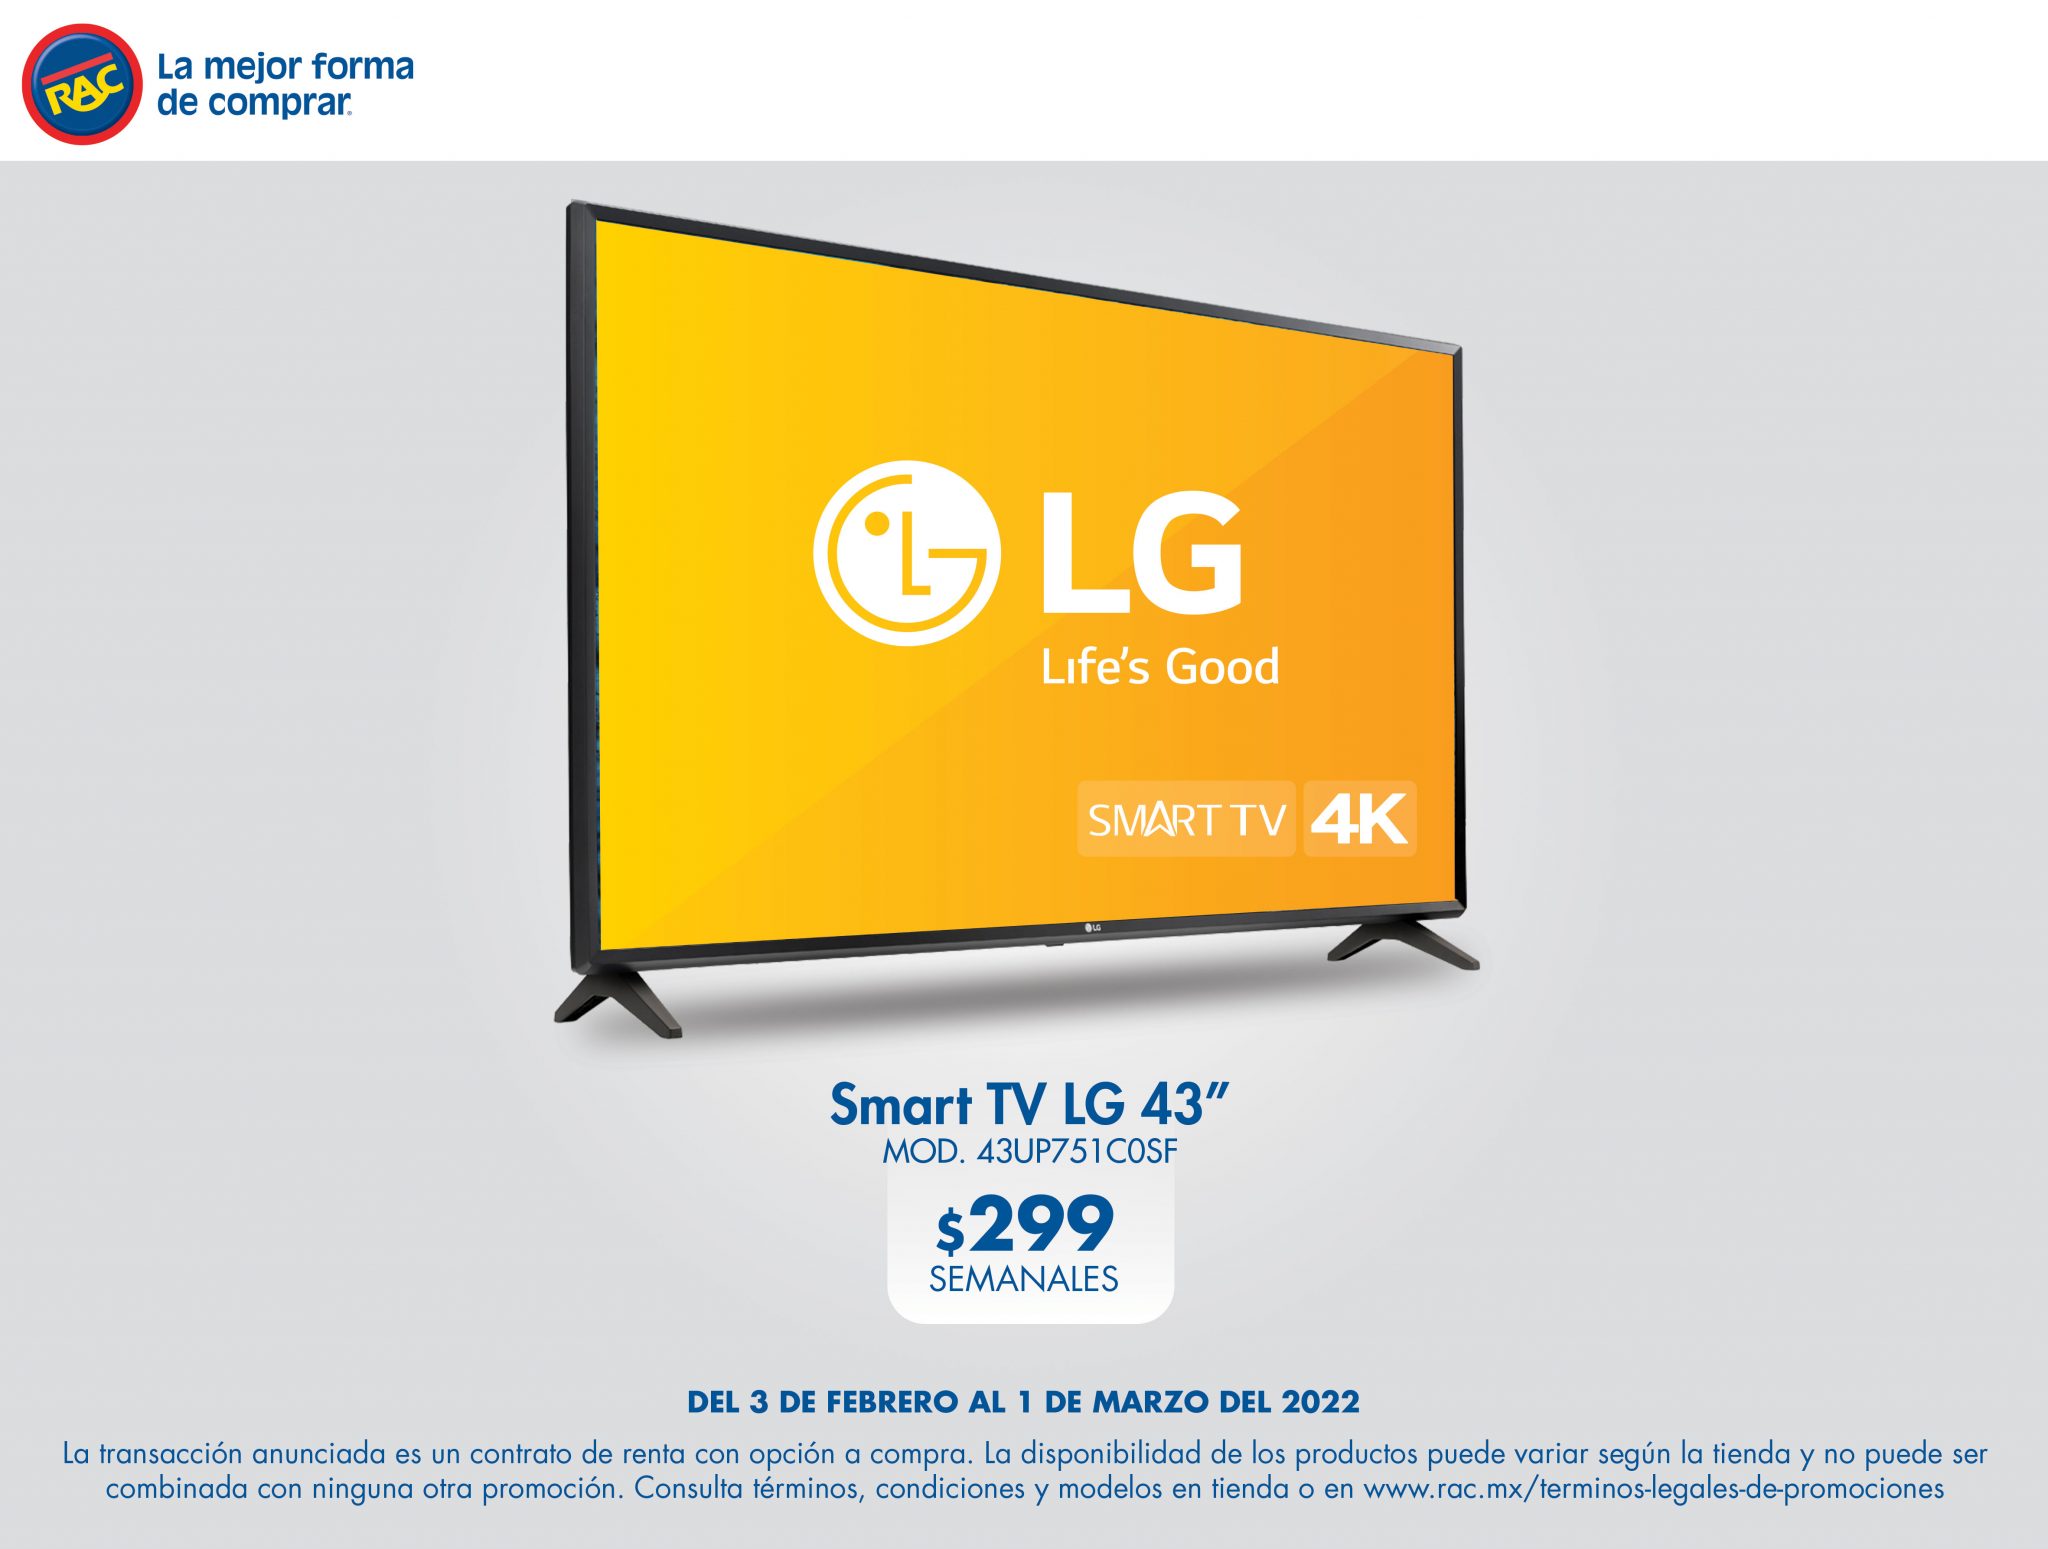 RAC
La mejor forma
de comprar.
LG
LG
Life's Good
SMART TV 4K
LG
Smart TV LG 43”
MOD. 43UP751C0SF
$299
SEMANALES
DEL 3 DE FEBRERO AL 1 DE MARZO DEL 2022
La transacción anunciada es un contrato de renta con opción a compra. La disponibilidad de los productos puede variar según la tienda y no puede ser
combinada con ninguna otra promoción. Consulta términos, condiciones y modelos en tienda o en www.rac.mx/terminos-legales-de-promociones